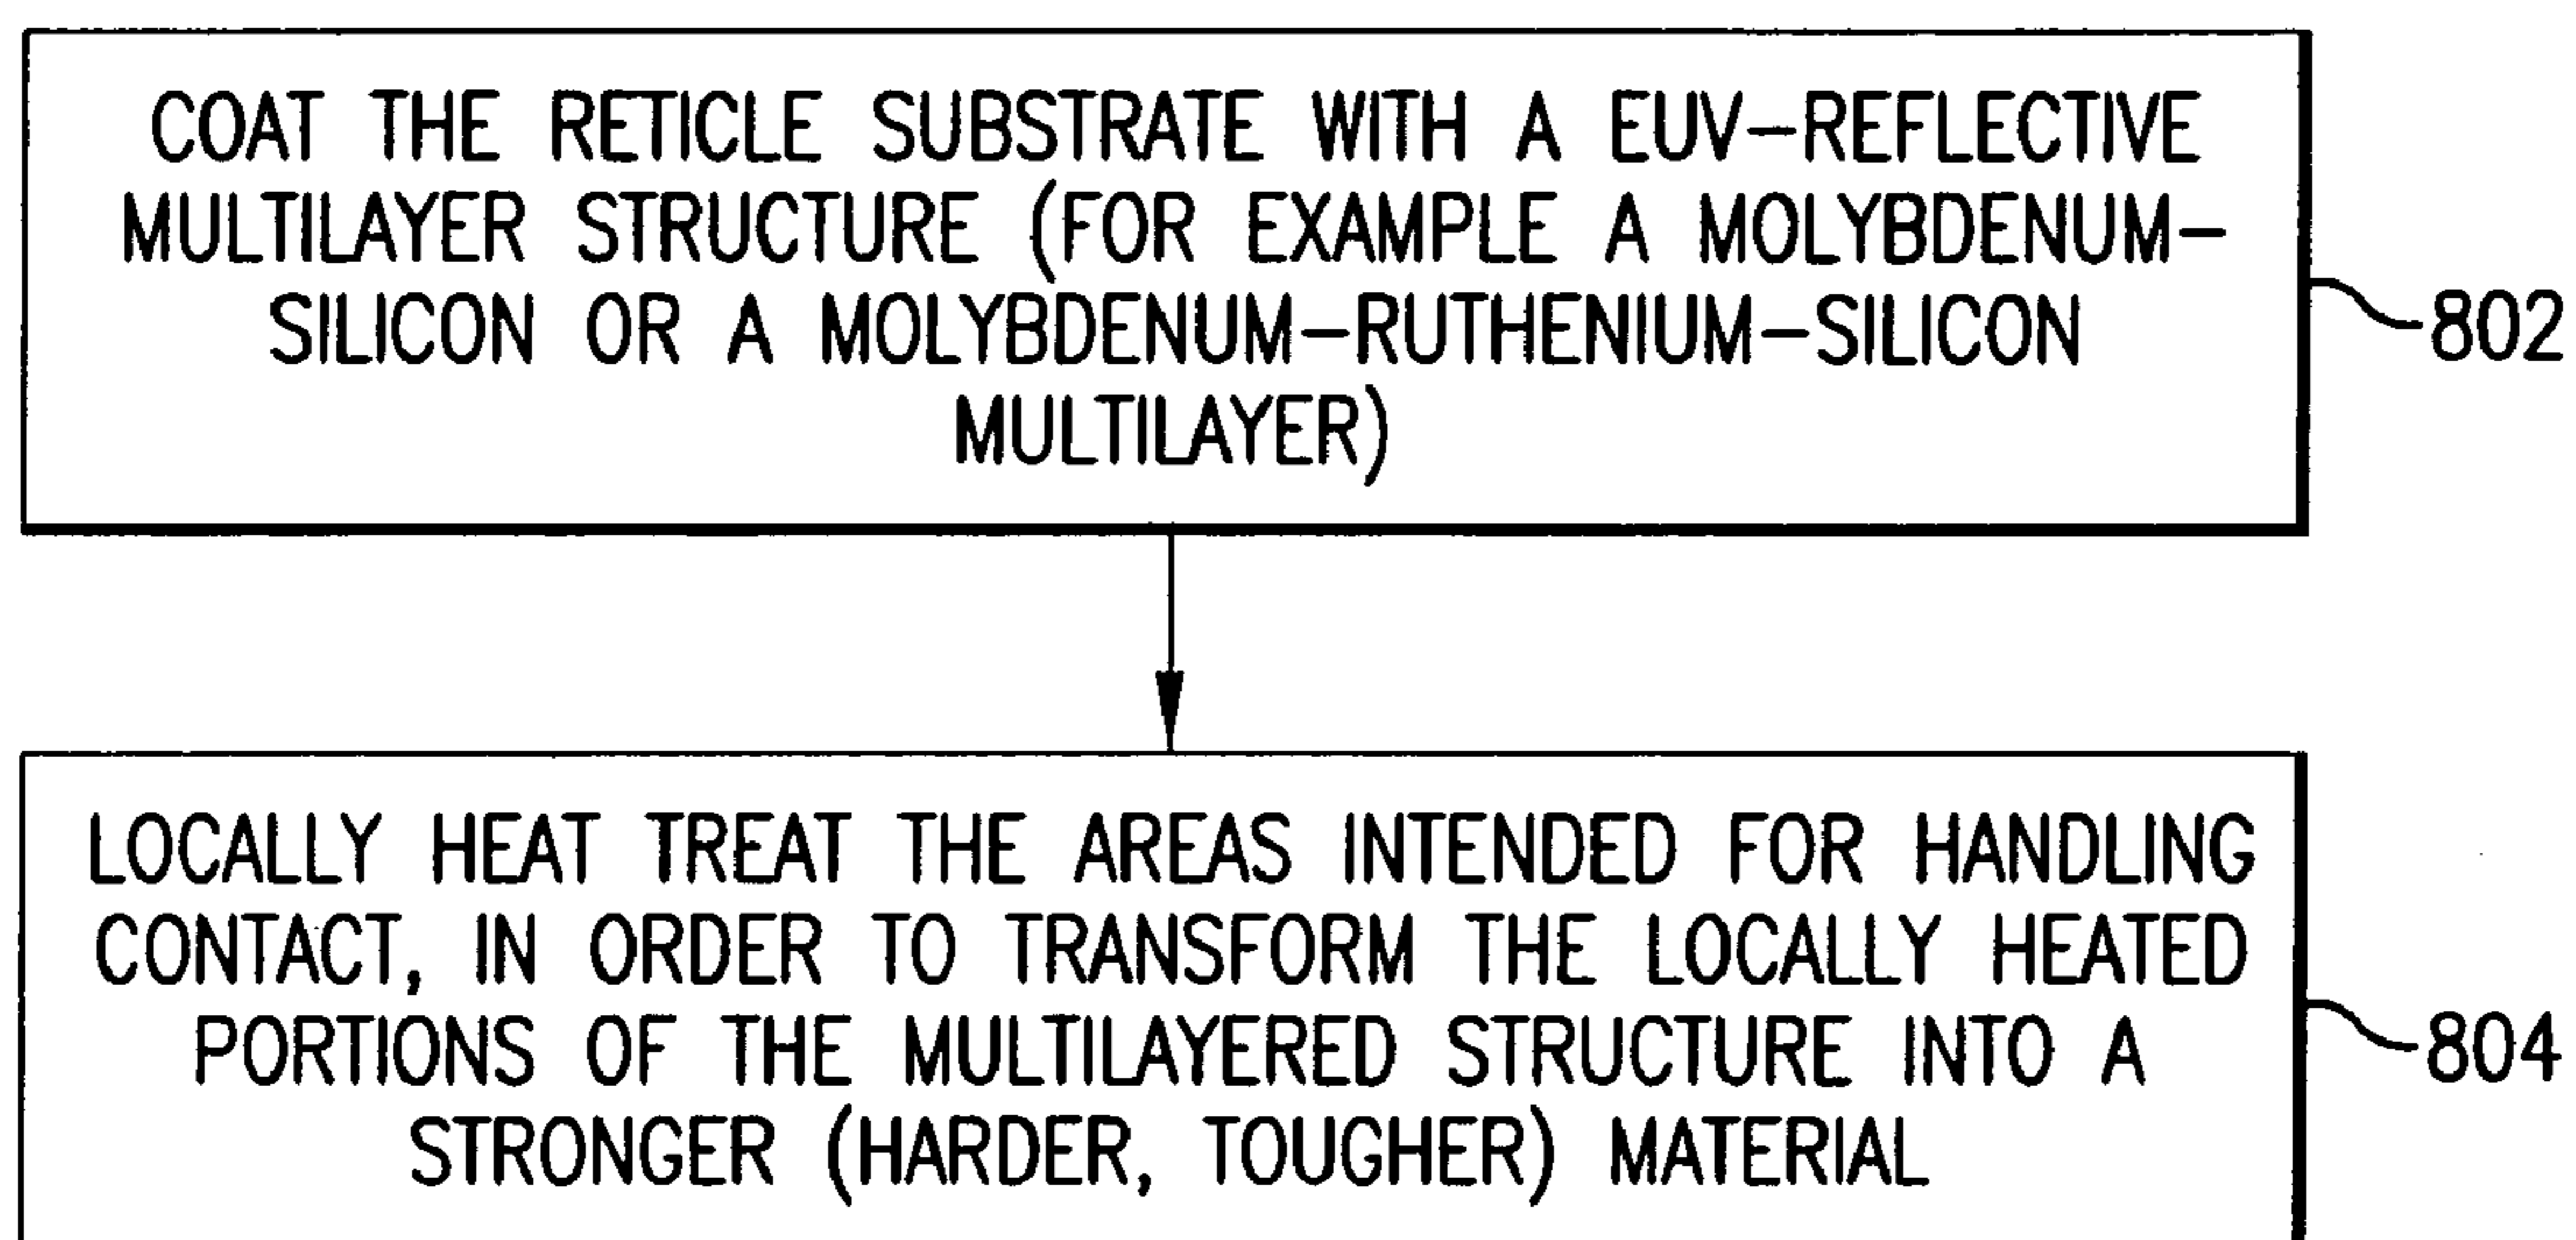 COAT THE RETICLE SUBSTRATE WITH A EUV-REFLECTIVE
MULTILAYER STRUCTURE (FOR EXAMPLE A MOLYBDENUM-
SILICON OR A MOLYBDENUM-RUTHENIUM-SILICON
MULTILAYER)
802
LOCALLY HEAT TREAT THE AREAS INTENDED FOR HANDLING
CONTACT, IN ORDER TO TRANSFORM THE LOCALLY HEATED
PORTIONS OF THE MULTILAYERED STRUCTURE INTO A
STRONGER (HARDER, TOUGHER) MATERIAL
804